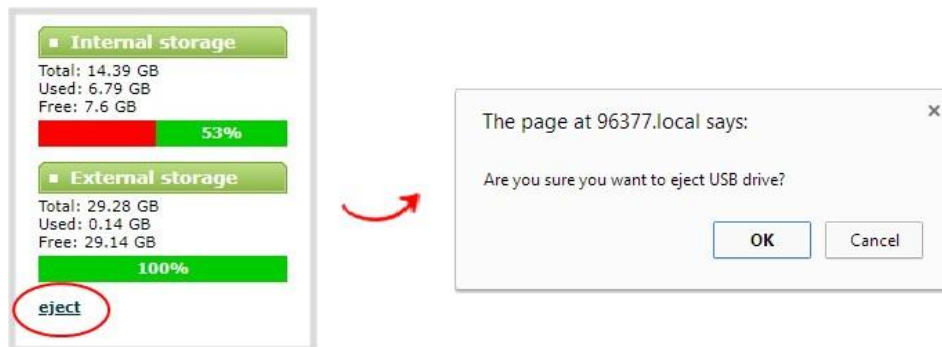 Internal storage
Total: 14.39 GB
Used: 6.79 GB
Free: 7.6 GB
53%
External storage
Total: 29.28 GB
Used: 0.14 GB
Free: 29.14 GB
100%
eject
The page at 96377.local says:
Are you sure you want to eject USB drive?
OK
Cancel